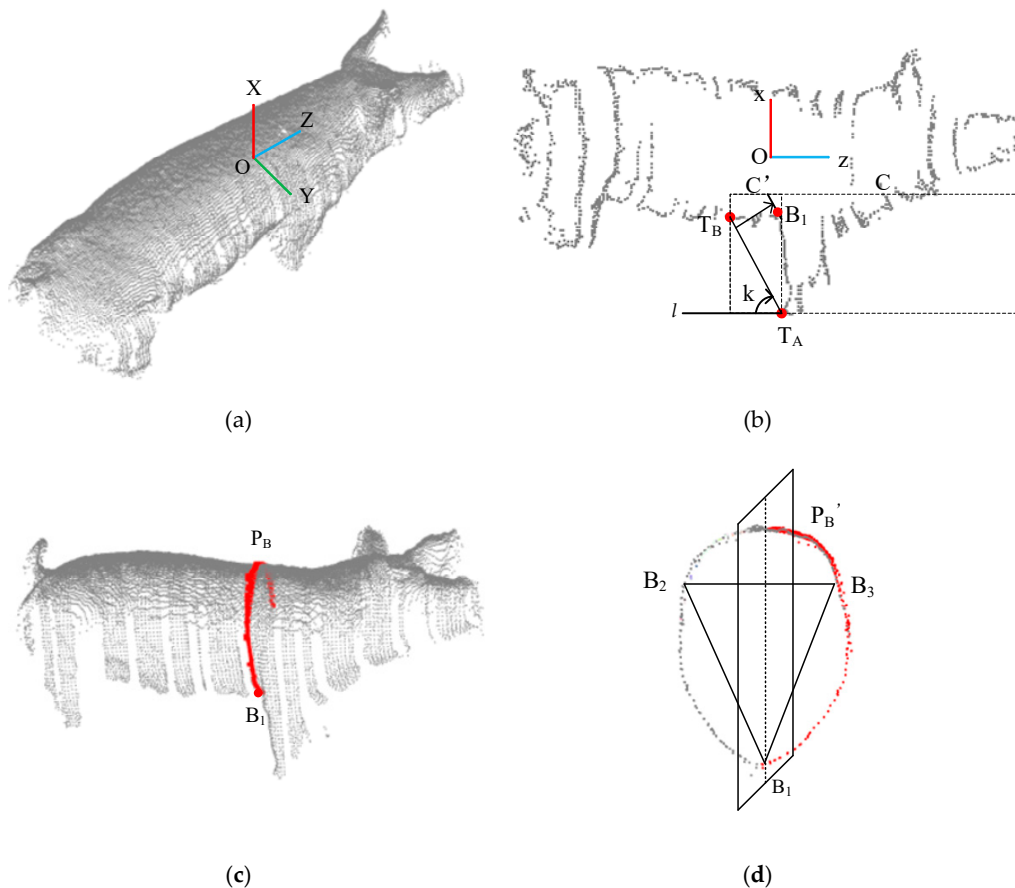 X
Z
O
Y
(a)
x
O
z
C'
C
T_B
B_1
k
l
T_A
(b)
P_B
B_1
(c)
P_B'
B_2
B_3
B_1
(d)